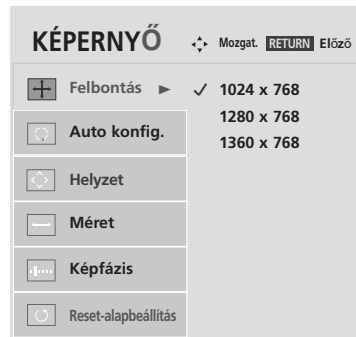 KÉPERNYŐ Mozgat. RETURN Előző
Felbontás ► ✓ 1024 x 768
1280 x 768
Auto konfig.
1360 x 768
Helyzet
Méret
Képfázis
Reset-alapbeállítás